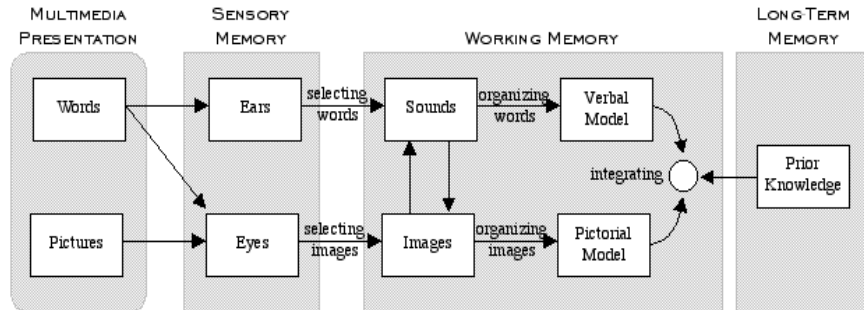 MULTIMEDIA
PRESENTATION
SENSORY
MEMORY
WORKING MEMORY
LONG-TERM
MEMORY
Words
Ears
selecting
words
Sounds
organizing
words
Verbal
Model
integrating
Prior
Knowledge
Pictures
Eyes
selecting
images
Images
organizing
images
Pictorial
Model